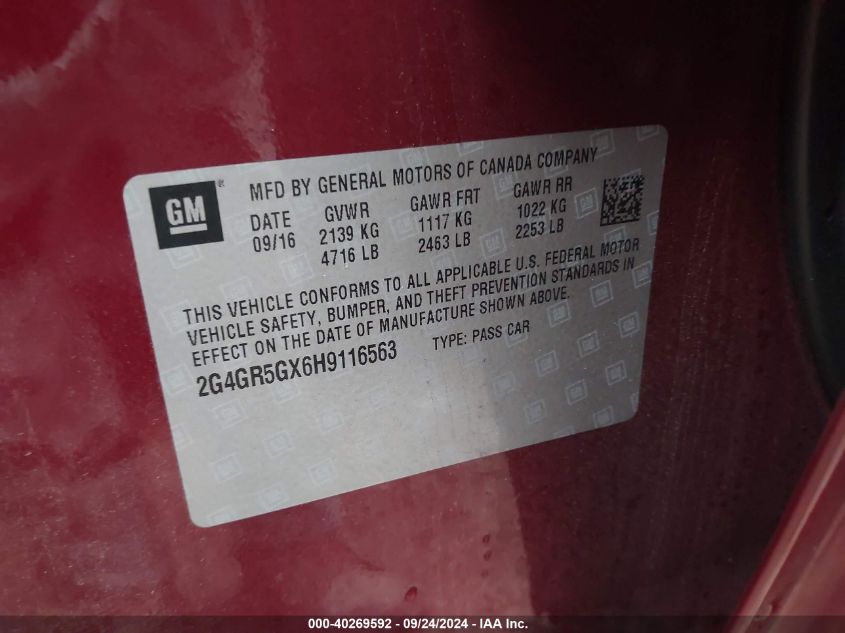 GM ® MFD BY GENERAL MOTORS OF CANADA COMPANY
DATE GVWR GAWR FRT GAWR RR
09/16 2139 KG 1117 KG 1022 KG
4716 LB 2463 LB 2253 LB
THIS VEHICLE CONFORMS TO ALL APPLICABLE U.S. FEDERAL MOTOR
VEHICLE SAFETY, BUMPER, AND THEFT PREVENTION STANDARDS IN
EFFECT ON THE DATE OF MANUFACTURE SHOWN ABOVE.
2G4GR5GX6H9116563 TYPE: PASS CAR
000-40269592 - 09/24/2024 - IAA Inc.